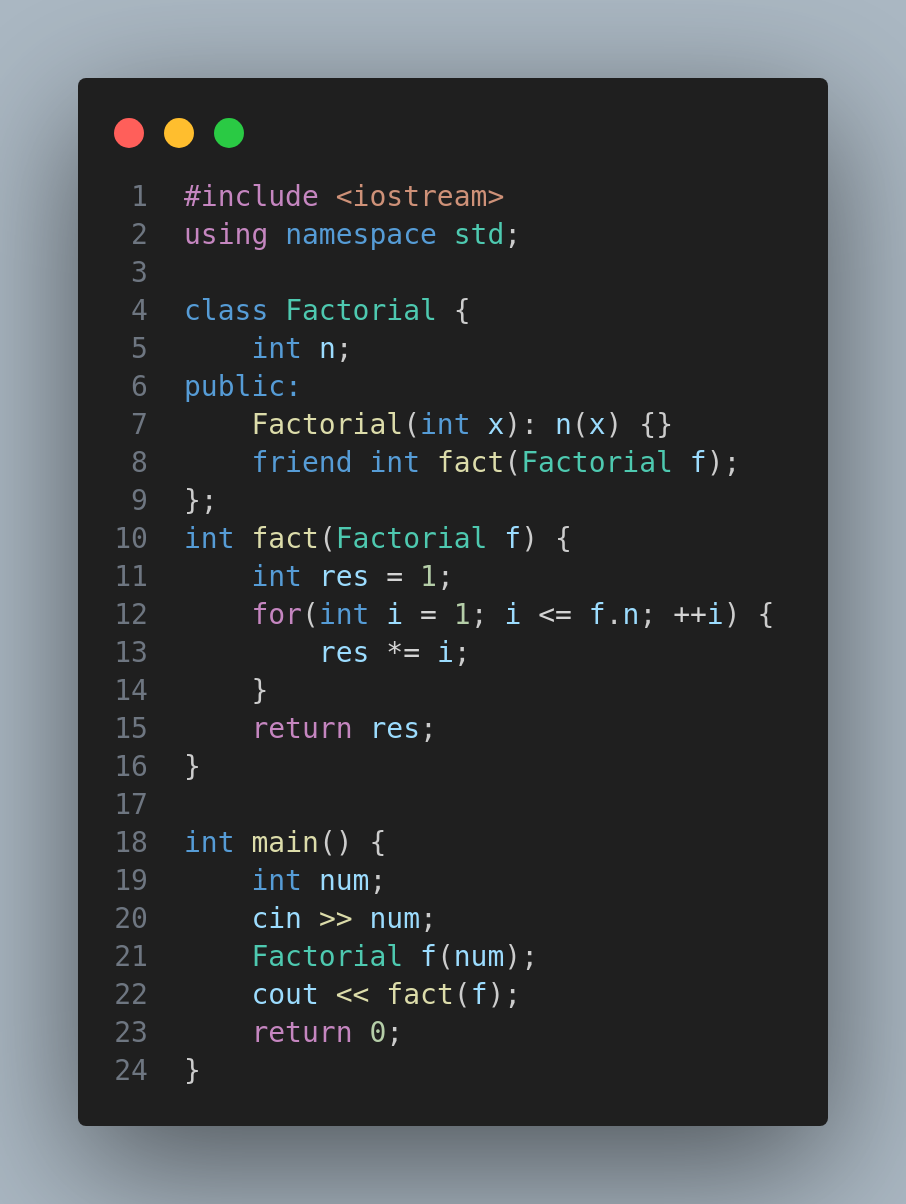 1 #include <iostream>
2 using namespace std;
3
4 class Factorial {
5     int n;
6 public:
7     Factorial(int x): n(x) {}
8     friend int fact(Factorial f);
9 };
10 int fact(Factorial f) {
11     int res = 1;
12     for(int i = 1; i <= f.n; ++i) {
13         res *= i;
14     }
15     return res;
16 }
17
18 int main() {
19     int num;
20     cin >> num;
21     Factorial f(num);
22     cout << fact(f);
23     return 0;
24 }